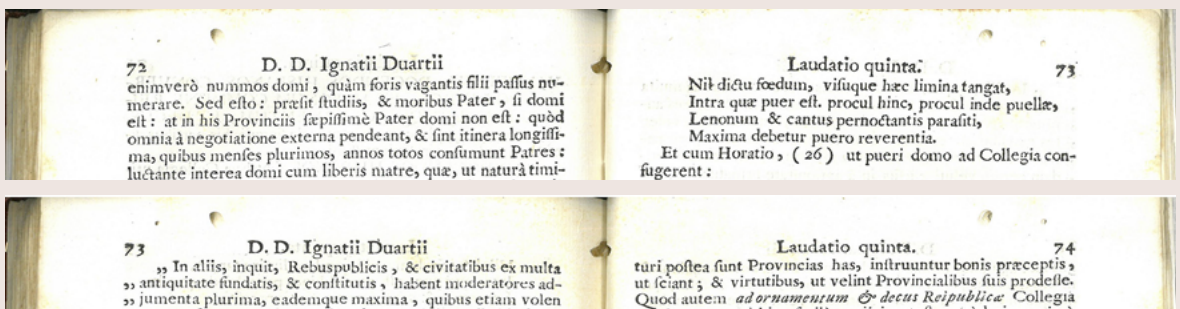 72 D. D. Ignatii Duartii
enimverò nummos domi, quàm foris vagantis filii paſſus nu-
merare. Sed eſto: præſit ſtudiis, & moribus Pater, ſi domi
eſt: at in his Provinciis ſæpiſſimè Pater domi non eſt: quòd
omnia à negotiatione externa pendeant, & ſint itinera longiſſi-
ma, quibus menſes plurimos, annos totos conſumunt Patres:
luctante interea domi cum liberis matre, quæ, ut naturà timi-
Laudatio quinta. 73
Nil dictu fœdum, viſuque hæc limina tangat,
Intra quæ puer eſt. procul hinc, procul inde puellæ,
Lenonum & cantus pernoctantis paraſiti,
Maxima debetur puero reverentia.
Et cum Horatio, (26) ut pueri domo ad Collegia con-
fugerent:
73 D. D. Ignatii Duartii
„ In aliis, inquit, Rebuspublicis, & civitatibus ex multa
„ antiquitate fundatis, & conſtitutis, habent moderatores ad-
„ jumenta plurima, eademque maxima, quibus etiam volen
Laudatio quinta. 74
turi poſtea ſunt Provincias has, inſtruuntur bonis præceptis,
ut ſciant; & virtutibus, ut velint Provincialibus ſuis prodeſſe.
Quod autem ad ornamentum & decus Reipublicæ Collegia